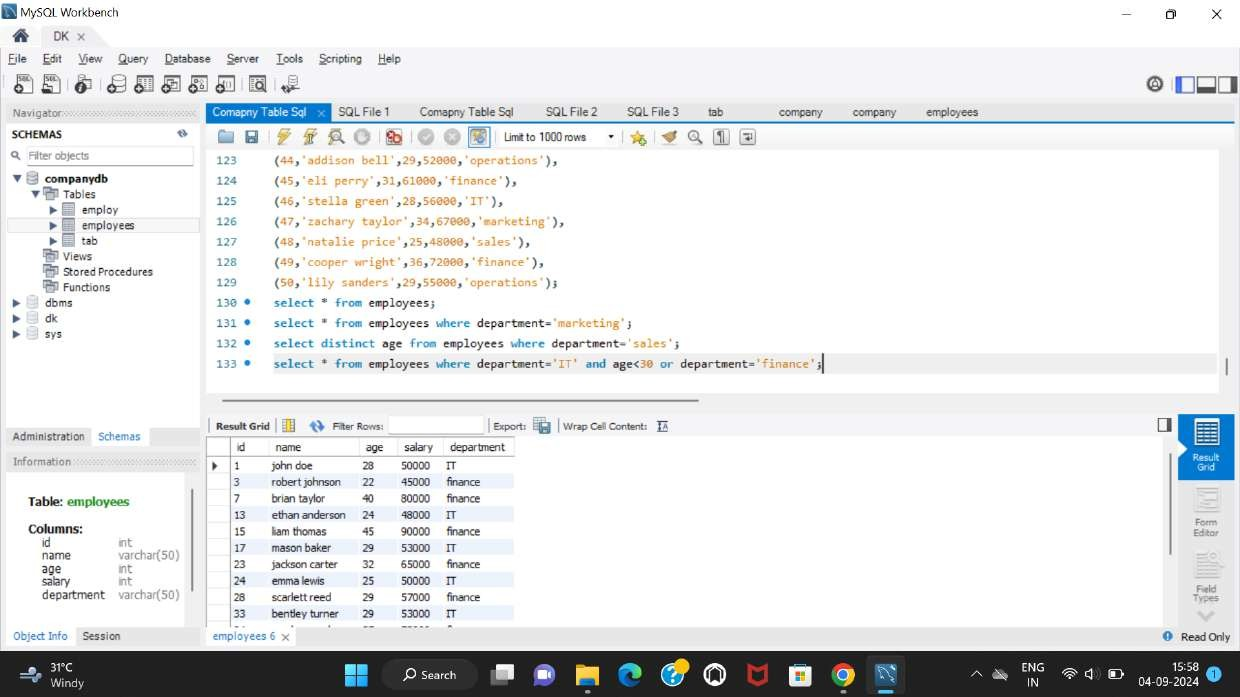 MySQL Workbench
DK
File Edit View Query Database Server Tools Scripting Help
Navigator
SCHEMAS
Filter objects
companydb
Tables
employ
employees
tab
Views
Stored Procedures
Functions
dbms
dk
sys
Administration Schemas
Information
Table: employees
Columns:
id int
name varchar(50)
age int
salary int
department varchar(50)
Object Info Session
Comapny Table Sql SQL File 1 Comapny Table Sql SQL File 2 SQL File 3 tab company company employees
Limit to 1000 rows
123 (44,'addison bell',29,52000,'operations'),
124 (45,'eli perry',31,61000,'finance'),
125 (46,'stella green',28,56000,'IT'),
126 (47,'zachary taylor',34,67000,'marketing'),
127 (48,'natalie price',25,48000,'sales'),
128 (49,'cooper wright',36,72000,'finance'),
129 (50,'lily sanders',29,55000,'operations');
130 select * from employees;
131 select * from employees where department='marketing';
132 select distinct age from employees where department='sales';
133 select * from employees where department='IT' and age<30 or department='finance';
Result Grid Filter Rows: Export: Wrap Cell Content:
id name age salary department
1 john doe 28 50000 IT
3 robert johnson 22 45000 finance
7 brian taylor 40 80000 finance
13 ethan anderson 24 48000 IT
15 liam thomas 45 90000 finance
17 mason baker 29 53000 IT
23 jackson carter 32 65000 finance
24 emma lewis 25 50000 IT
28 scarlett reed 29 57000 finance
33 bentley turner 29 53000 IT
employees 6
Result
Grid
Form
Editor
Field
Types
Read Only
31°C
Windy
Search
ENG
IN
15:58
04-09-2024
1